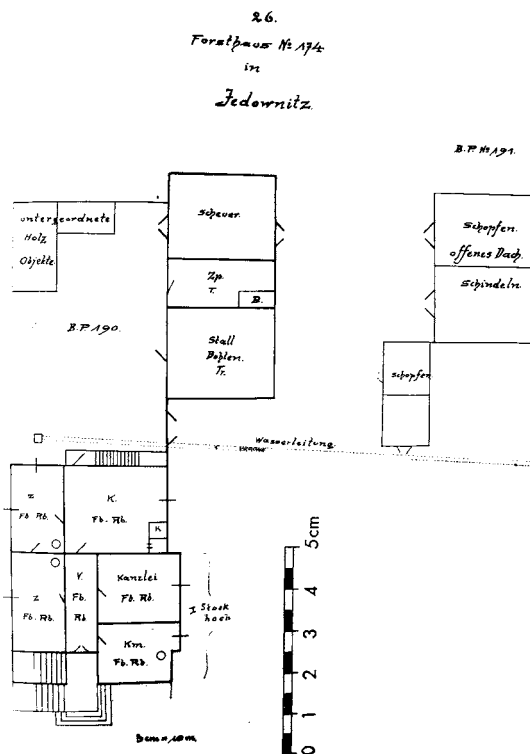 26.
Forsthaus No 174
in
Jedownitz.
B.P. No 191.
untergeordnete
Holz
Objekte.
Scheuer.
Zp.
T.
B.
Stall
Bohlen.
Tr.
B.P. 190.
Schopfen.
offenes Dach.
Schindeln.
Schopfen
Wasserleitung
Z
Fb. Rb.
K.
Fb. Rb.
K
Z
Fb. Rb.
V.
Fb.
Rb
Kanzlei
Fb. Rb.
I Stock
hoch
Km.
Fb. Rb.
5cm
4
3
2
1
0